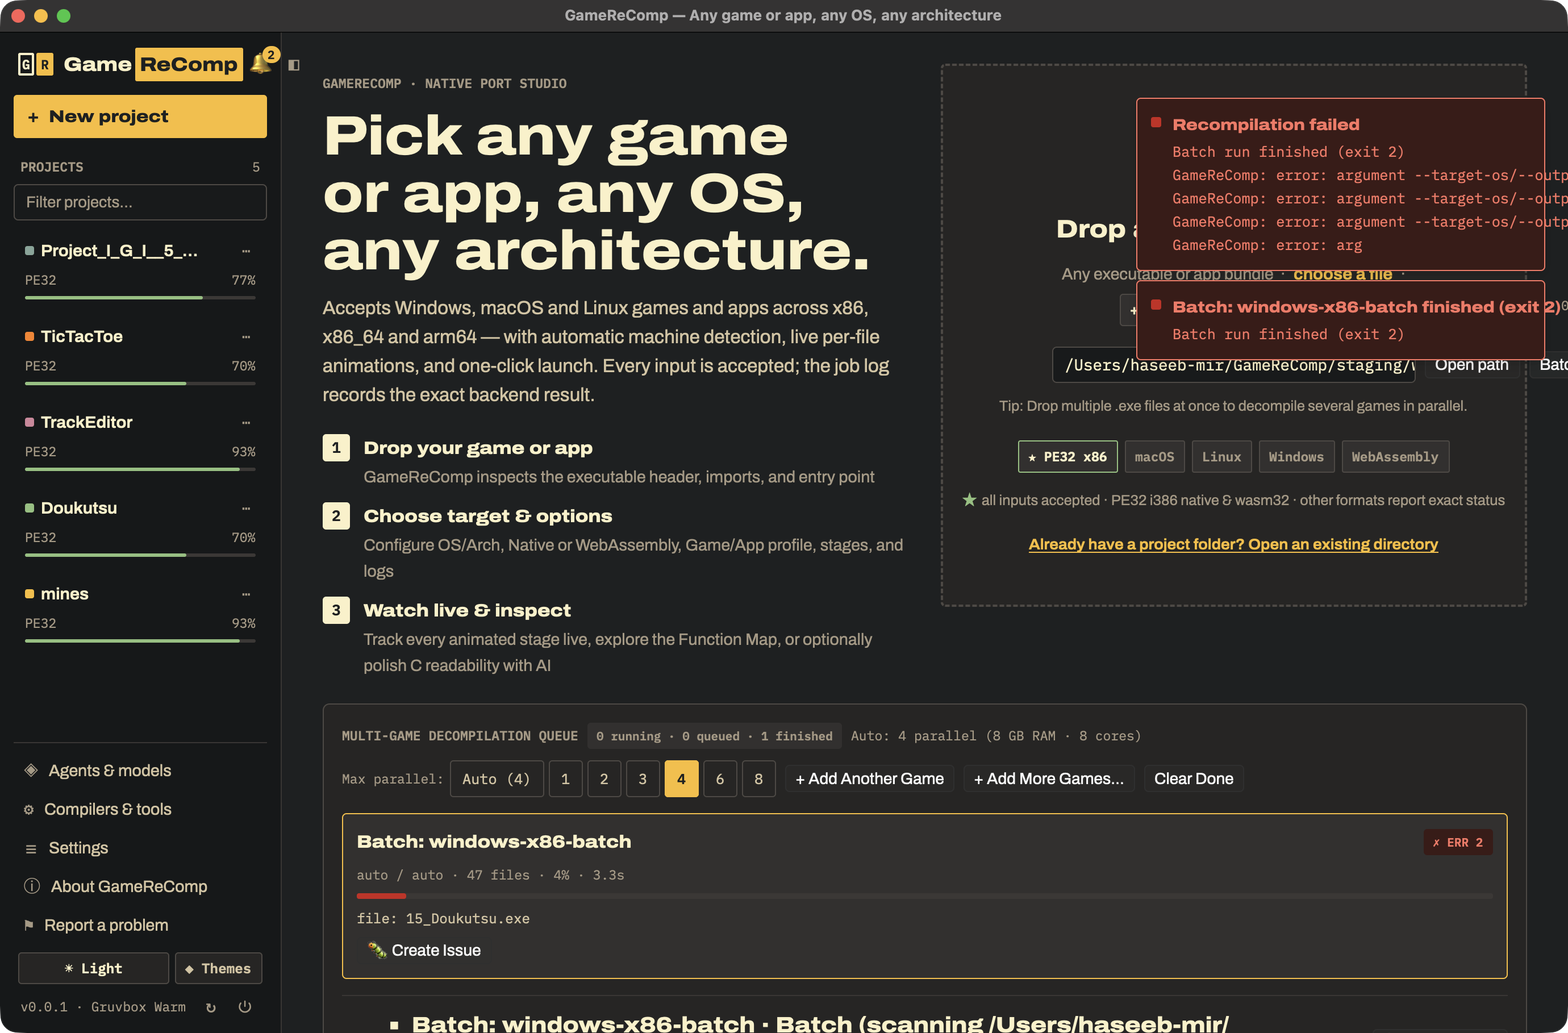 GameReComp — Any game or app, any OS, any architecture
G R Game ReComp 2
+ New project
PROJECTS 5
Filter projects...
Project_I_G_I__5_... ...
PE32 77%
TicTacToe ...
PE32 70%
TrackEditor ...
PE32 93%
Doukutsu ...
PE32 70%
mines ...
PE32 93%
Agents & models
Compilers & tools
Settings
About GameReComp
Report a problem
☀ Light
◆ Themes
v0.0.1 · Gruvbox Warm ↻
GAMERECOMP · NATIVE PORT STUDIO
Pick any game
or app, any OS,
any architecture.
Accepts Windows, macOS and Linux games and apps across x86,
x86_64 and arm64 — with automatic machine detection, live per-file
animations, and one-click launch. Every input is accepted; the job log
records the exact backend result.
1 Drop your game or app
GameReComp inspects the executable header, imports, and entry point
2 Choose target & options
Configure OS/Arch, Native or WebAssembly, Game/App profile, stages, and
logs
3 Watch live & inspect
Track every animated stage live, explore the Function Map, or optionally
polish C readability with AI
Recompilation failed
Batch run finished (exit 2)
GameReComp: error: argument --target-os/--outp
GameReComp: error: argument --target-os/--outp
GameReComp: error: argument --target-os/--outp
GameReComp: error: arg
Drop
Any executable or app bundle · choose a file ·
+
Batch: windows-x86-batch finished (exit 2)
Batch run finished (exit 2)
/Users/haseeb-mir/GameReComp/staging/ Open path Batc
Tip: Drop multiple .exe files at once to decompile several games in parallel.
★ PE32 x86 macOS Linux Windows WebAssembly
★ all inputs accepted · PE32 i386 native & wasm32 · other formats report exact status
Already have a project folder? Open an existing directory
MULTI-GAME DECOMPILATION QUEUE 0 running · 0 queued · 1 finished Auto: 4 parallel (8 GB RAM · 8 cores)
Max parallel: Auto (4) 1 2 3 4 6 8 + Add Another Game + Add More Games... Clear Done
Batch: windows-x86-batch ✗ ERR 2
auto / auto · 47 files · 4% · 3.3s
file: 15_Doukutsu.exe
Create Issue
Batch: windows-x86-batch · Batch (scanning /Users/haseeb-mir/